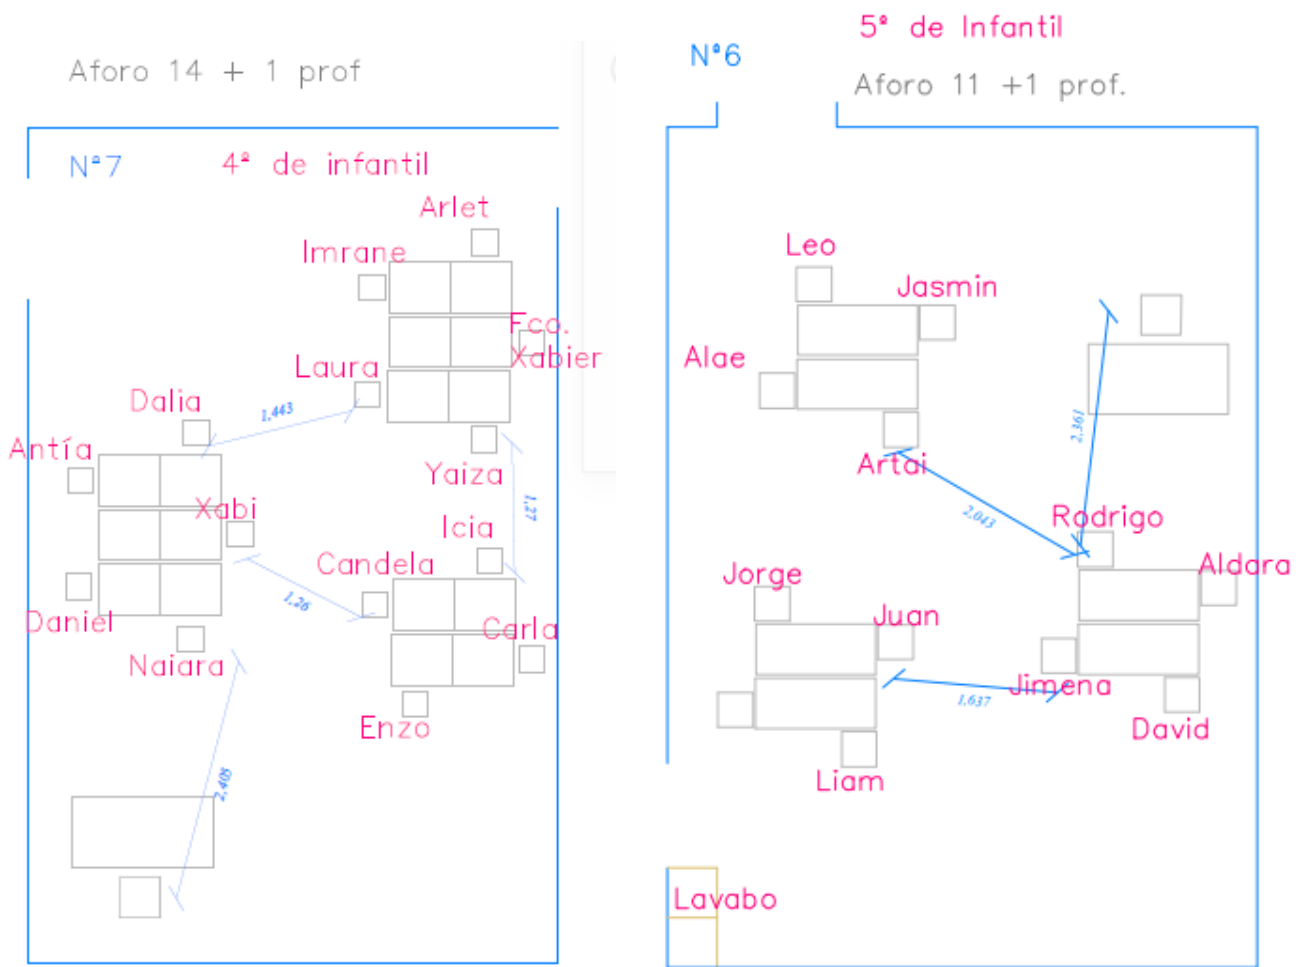 Aforo 14 + 1 prof
Nª7
4ª de infantil
Arlet
Imrane
Fco.
Xabier
Laura
Dalia
1,443
Antía
Yaiza
Xabi
1,27
Icia
Candela
1,26
Daniel
Carla
Naiara
Enzo
2,408
5ª de Infantil
Nª6
Aforo 11 +1 prof.
Leo
Jasmin
Alae
2,361
Artai
2,043
Rodrigo
Aldara
Jorge
Juan
Jimena
1,637
David
Liam
Lavabo